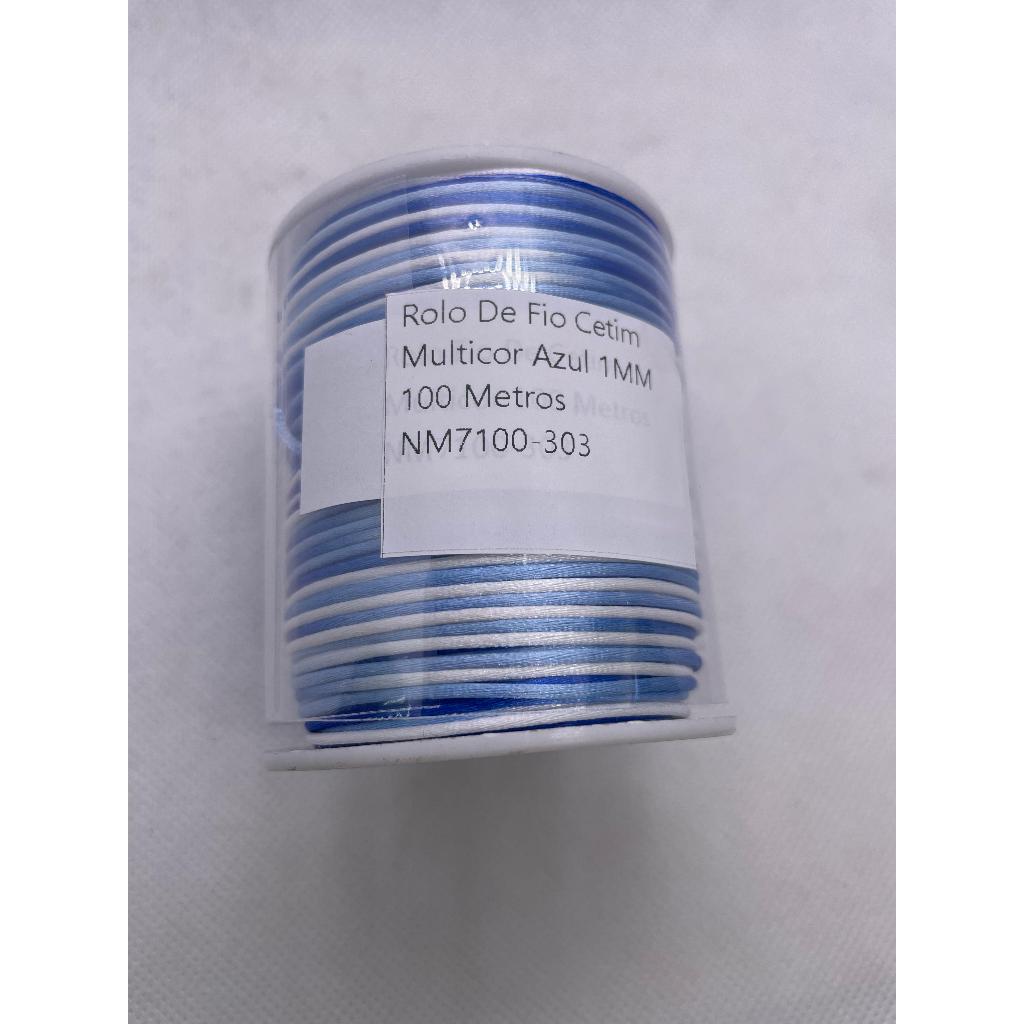 Rolo De Fio Cetim
Multicor Azul 1MM
100 Metros
NM7100-303